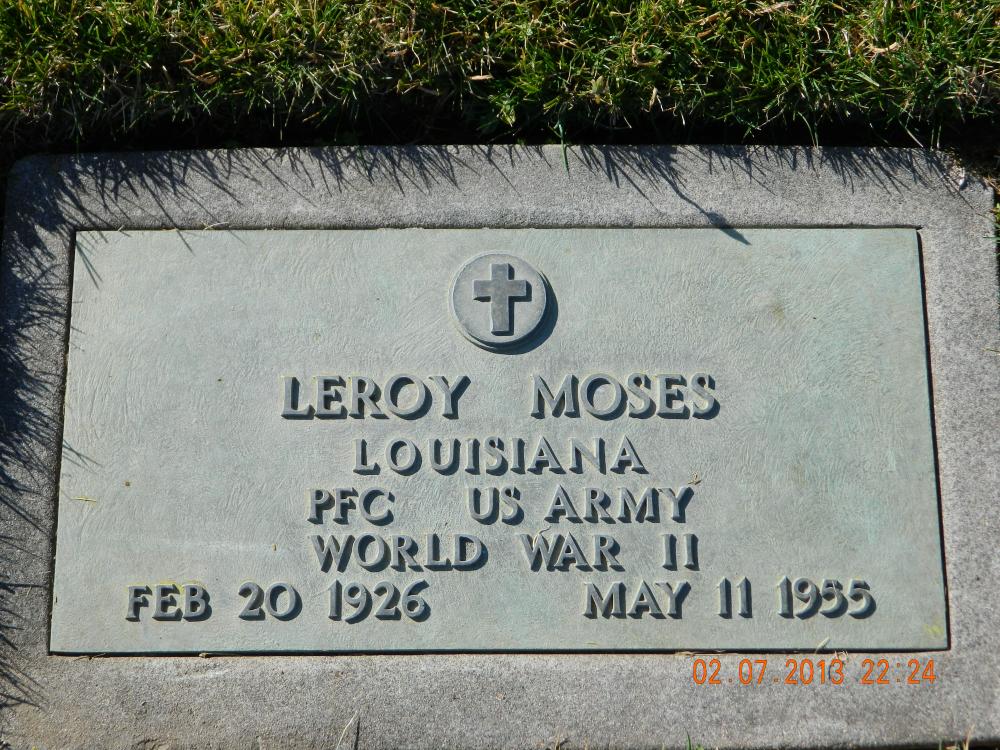 LEROY MOSES
LOUISIANA
PFC US ARMY
WORLD WAR II
FEB 20 1926 MAY 11 1955
02.07.2013 22:24